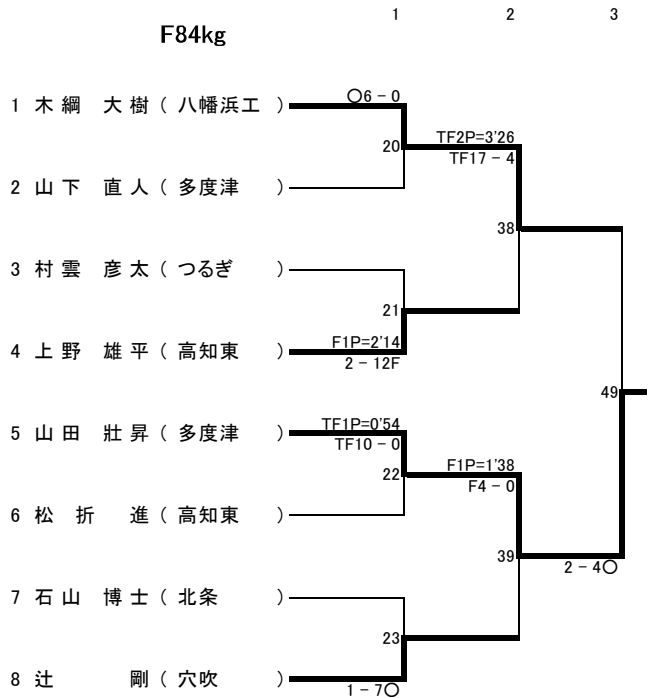 1 2 3
F84kg
○6－0
1 木綱 大樹 ( 八幡浜工 )
20
TF2P=3'26
TF17－4
2 山下 直人 ( 多度津 )
38
3 村雲 彦太 ( つるぎ )
21
4 上野 雄平 ( 高知東 )
F1P=2'14
2－12F
49
5 山田 壯昇 ( 多度津 )
TF1P=0'54
TF10－0
22
F1P=1'38
F4－0
6 松折 進 ( 高知東 )
39
2－4○
7 石山 博士 ( 北条 )
23
8 辻 剛 ( 穴吹 )
1－7○